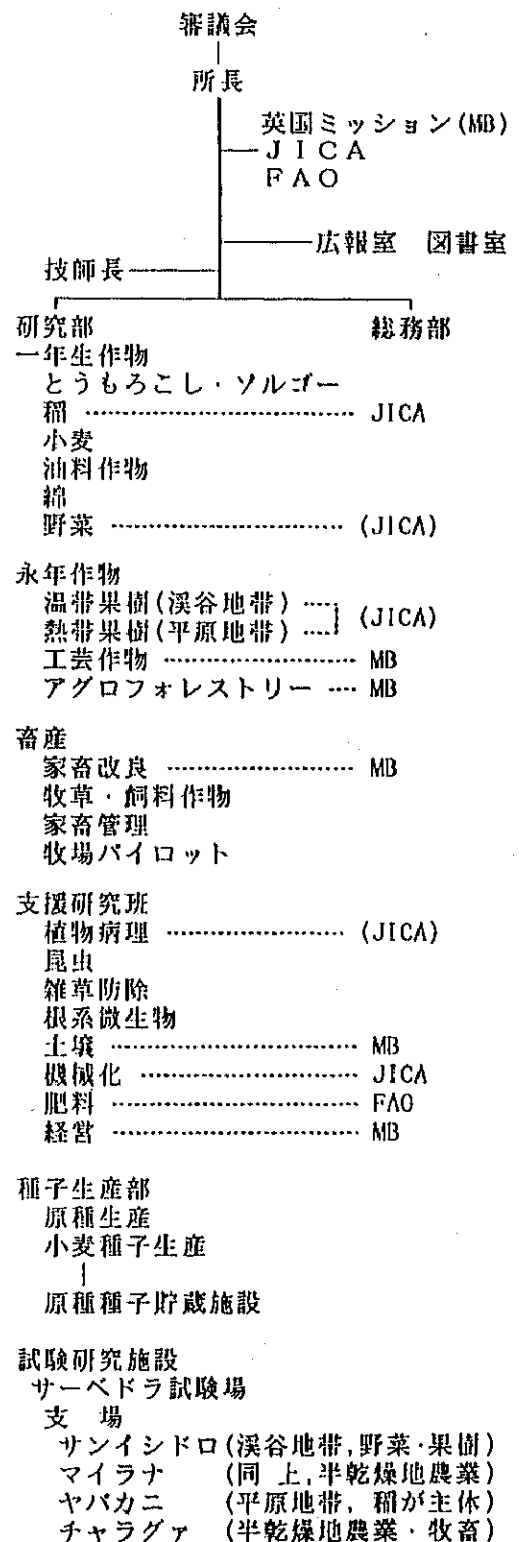 審議会
所長
英国ミッション(MB)
JICA
FAO
広報室 図書室
技師長
研究部 総務部
一年生作物
とうもろこし・ソルゴー
稲 ………………………… JICA
小麦
油料作物
綿
野菜 ……………………… (JICA)
永年作物
温帯果樹(渓谷地帯) ……
熱帯果樹(平原地帯) …… (JICA)
工芸作物 ………………… MB
アグロフォレストリー …… MB
畜産
家畜改良 ………………… MB
牧草・飼料作物
家畜管理
牧場パイロット
支援研究班
植物病理 ………………… (JICA)
昆虫
雑草防除
根系微生物
土壌 ……………………… MB
機械化 …………………… JICA
肥料 ……………………… FAO
経営 ……………………… MB
種子生産部
原種生産
小麦種子生産
原種種子貯蔵施設
試験研究施設
サーベドラ試験場
支 場
サンイシドロ(渓谷地帯,野菜・果樹)
マイラナ (同 上,半乾燥地農業)
ヤパカニ (平原地帯, 稲が主体)
チャラグァ (半乾燥地農業・牧畜)